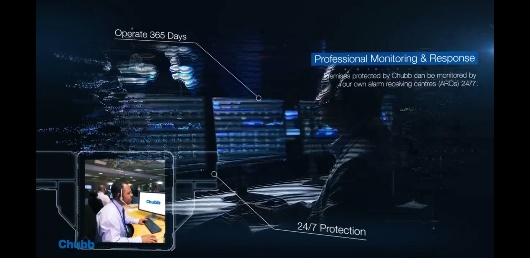 Operate 365 Days
Professional Monitoring & Response
Premises protected by Chubb can be monitored by
our own alarm receiving centres (ARCs) 24/7.
Chubb
24/7 Protection
Chubb